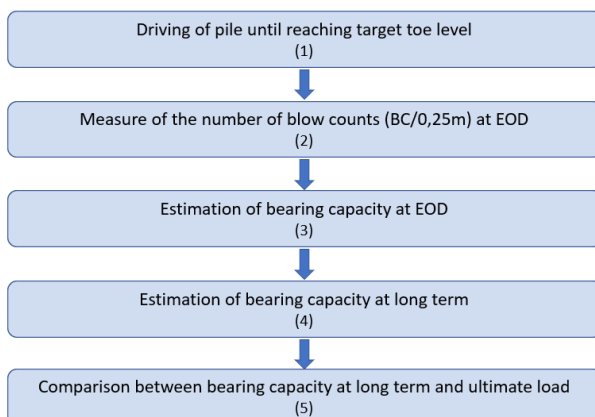 Driving of pile until reaching target toe level
(1)
Measure of the number of blow counts (BC/0,25m) at EOD
(2)
Estimation of bearing capacity at EOD
(3)
Estimation of bearing capacity at long term
(4)
Comparison between bearing capacity at long term and ultimate load
(5)